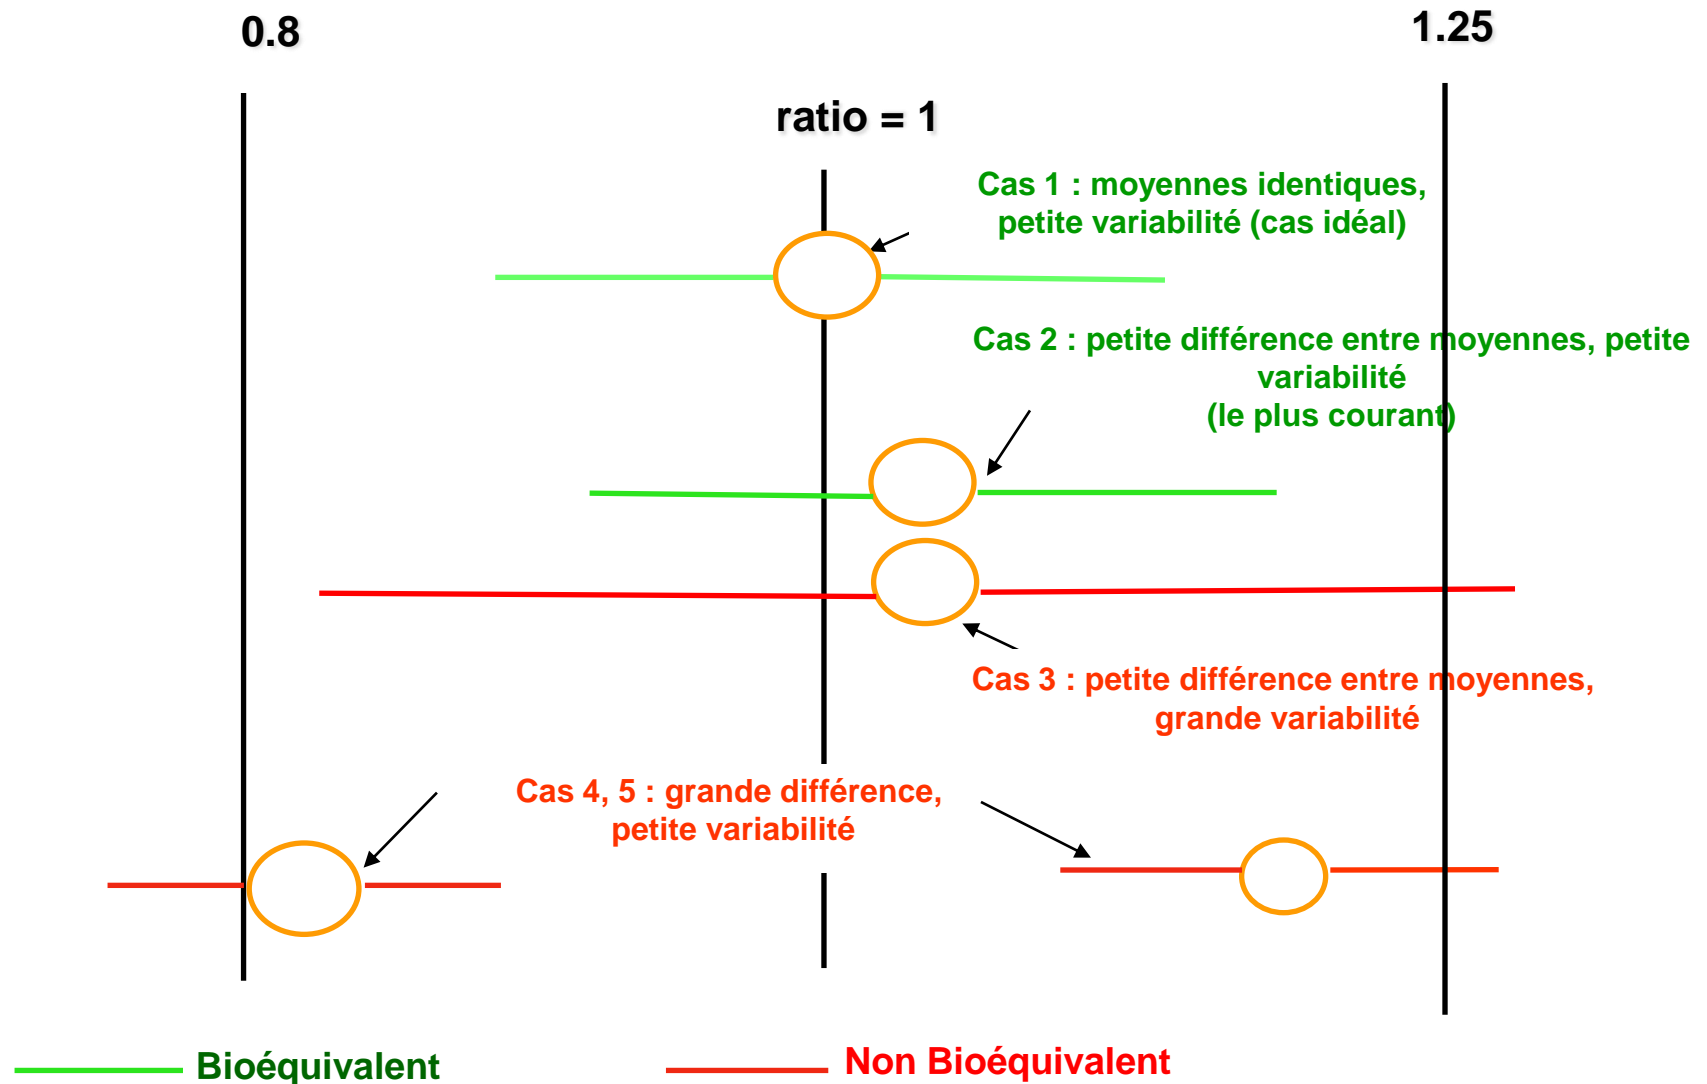 0.8
1.25
ratio = 1
Cas 1 : moyennes identiques,
petite variabilité (cas idéal)
Cas 2 : petite différence entre moyennes, petite
variabilité
(le plus courant)
Cas 3 : petite différence entre moyennes,
grande variabilité
Cas 4, 5 : grande différence,
petite variabilité
Bioéquivalent
Non Bioéquivalent